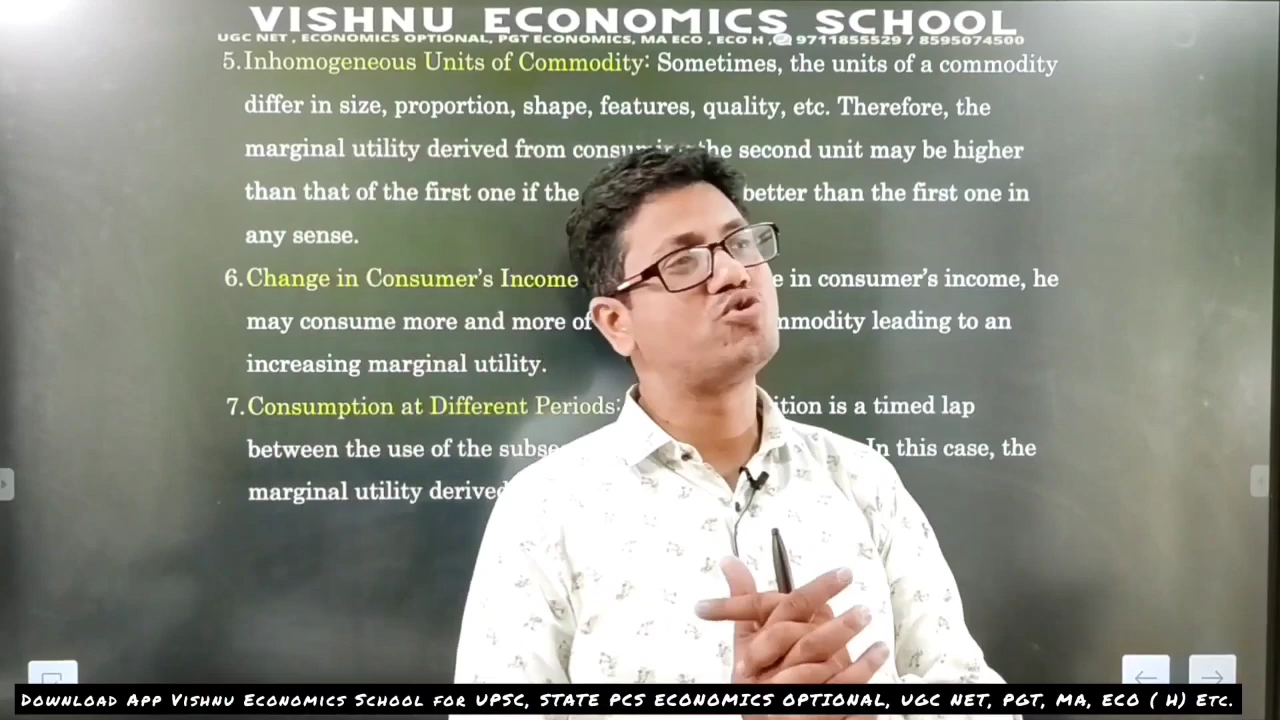 VISHNU ECONOMICS SCHOOL
UGC NET , ECONOMICS OPTIONAL, PGT ECONOMICS, MA ECO , ECO H , 9711855529 / 8595074500
5. Inhomogeneous Units of Commodity: Sometimes, the units of a commodity
differ in size, proportion, shape, features, quality, etc. Therefore, the
marginal utility derived from consuming the second unit may be higher
than that of the first one if the better than the first one in
any sense.
6. Change in Consumer's Income in consumer's income, he
may consume more and more of commodity leading to an
increasing marginal utility.
7. Consumption at Different Periods: is a timed lap
between the use of the In this case, the
marginal utility derived
DOWNLOAD APP VISHNU ECONOMICS SCHOOL FOR UPSC, STATE PCS ECONOMICS OPTIONAL, UGC NET, PGT, MA, ECO ( H) ETC.